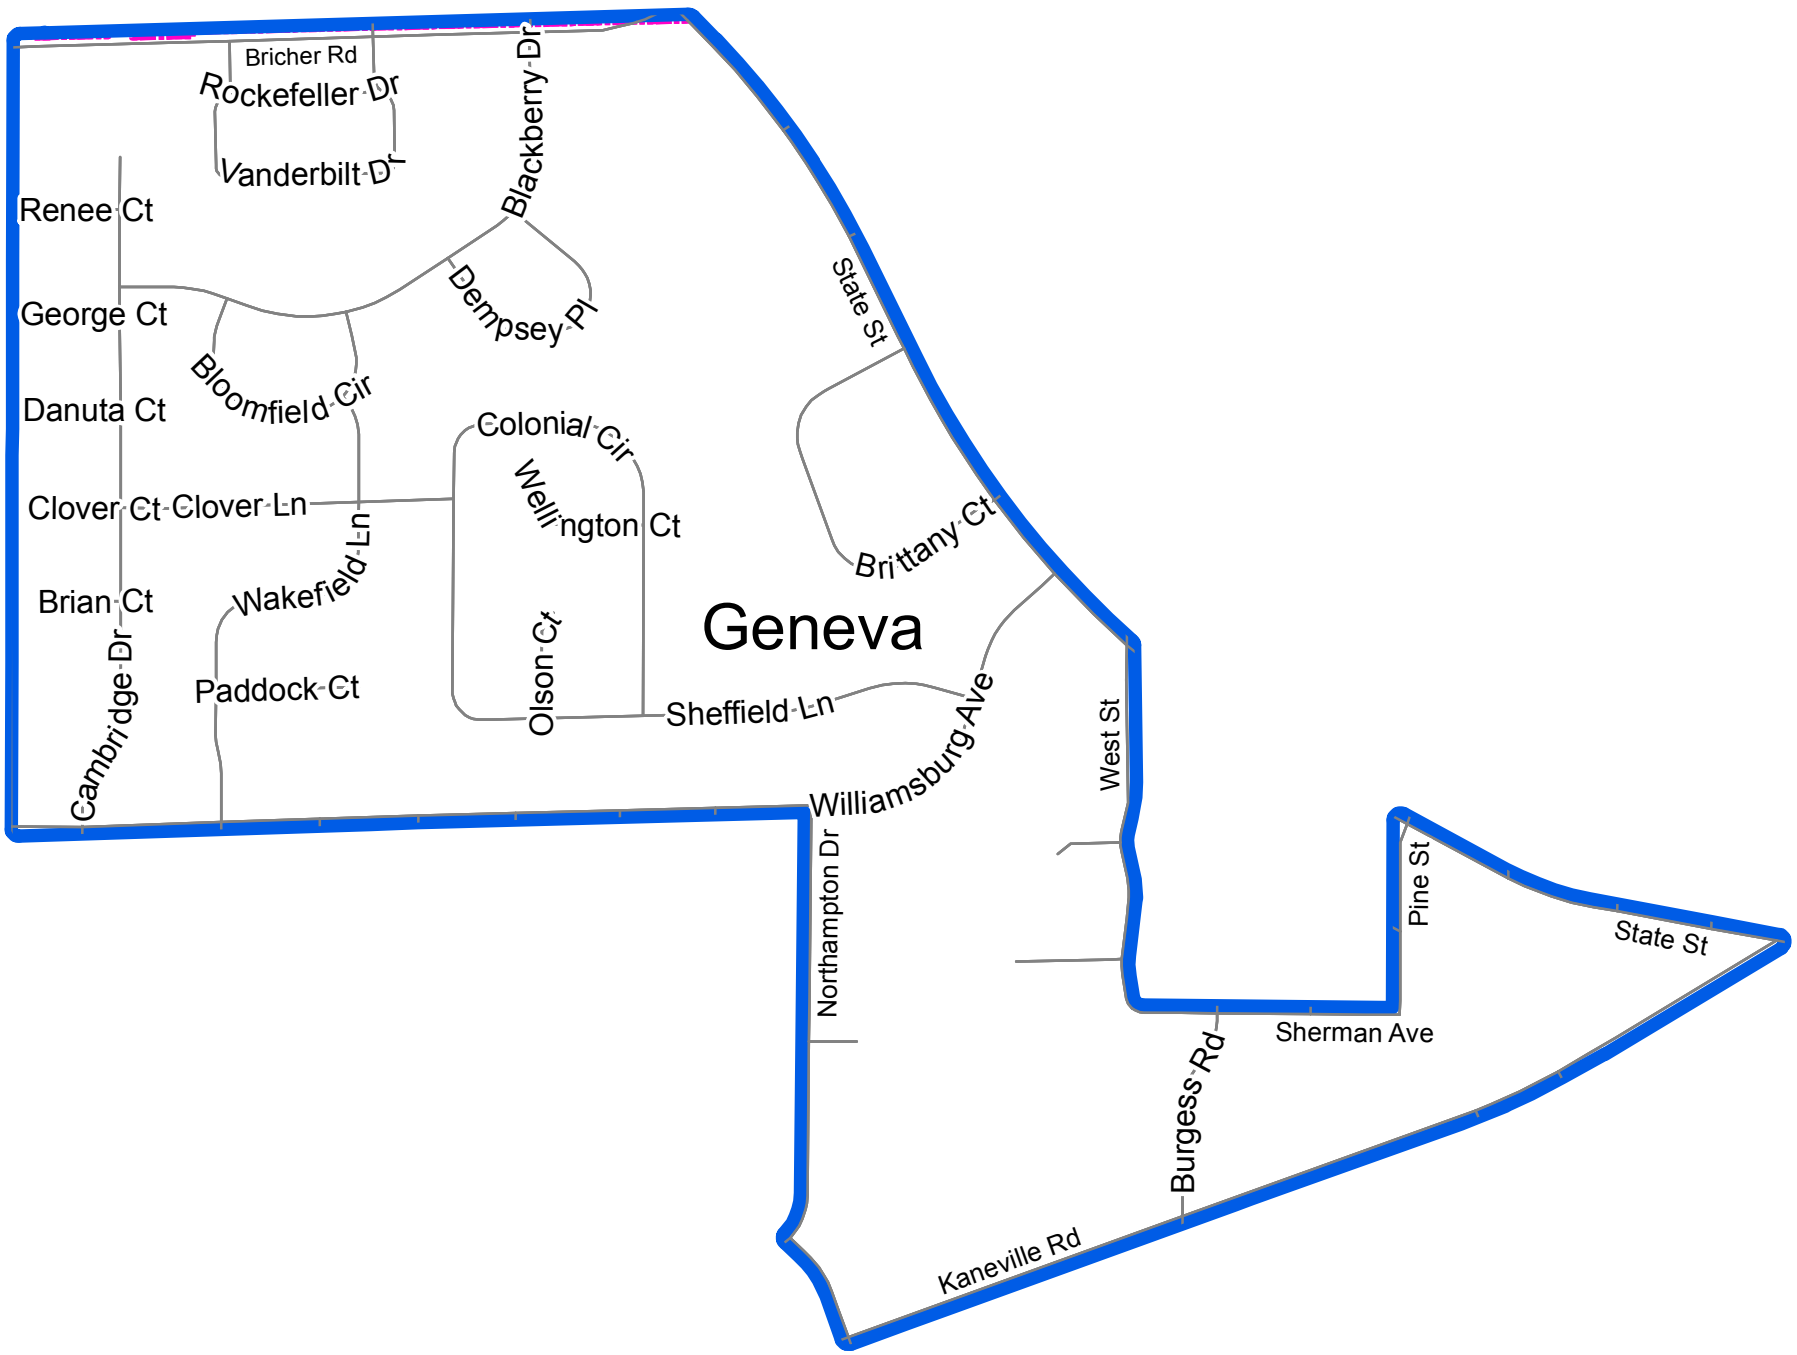 Bricher Rd
Rockefeller Dr
Blackberry Dr
Vanderbilt Dr
Renee Ct
George Ct
Dempsey Pl
State St
Bloomfield Cir
Danuta Ct
Colonial Cir
Clover Ct
Clover Ln
Wellington Ct
Brittany Ct
Wakefield Ln
Brian Ct
Geneva
Cambridge Dr
Olson Ct
Paddock Ct
Sheffield Ln
Williamsburg Ave
West St
Northampton Dr
Pine St
State St
Sherman Ave
Burgess Rd
Kaneville Rd